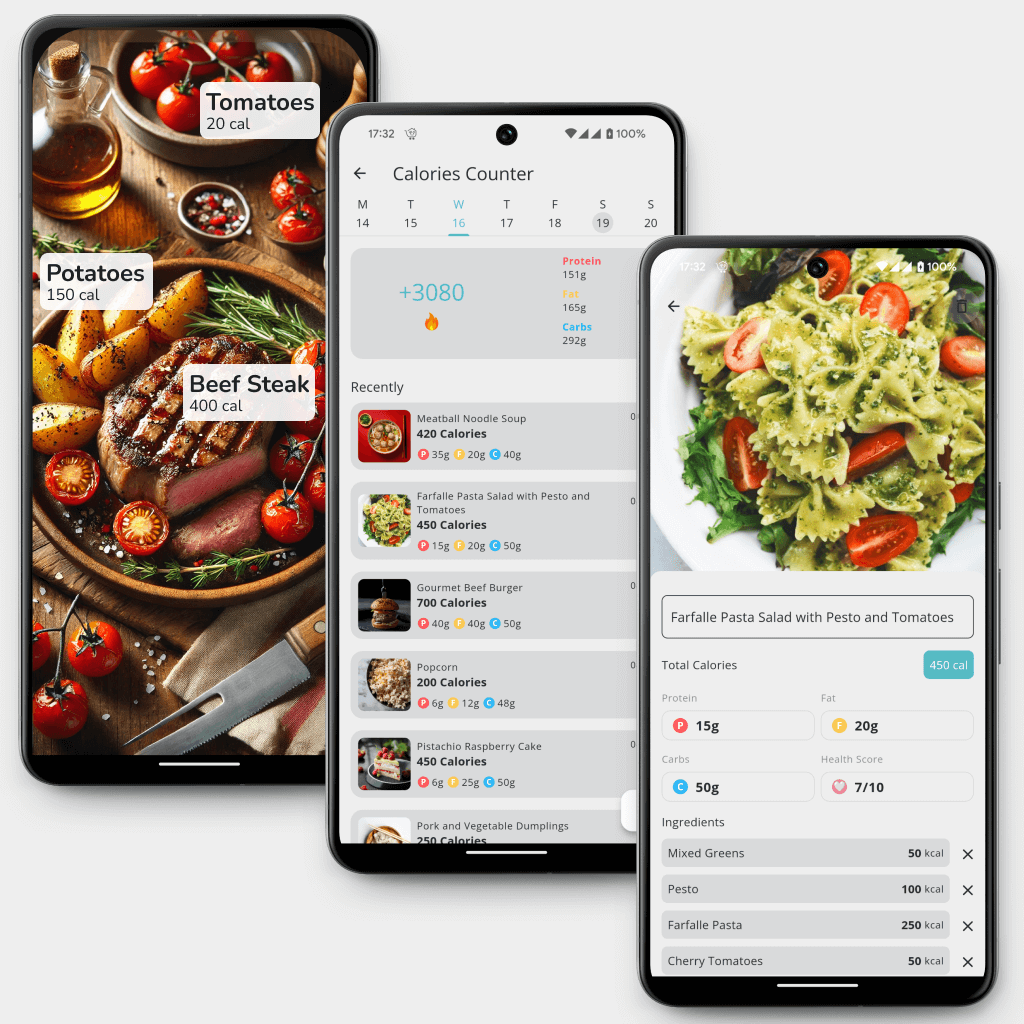 Tomatoes
20 cal
Potatoes
150 cal
Beef Steak
400 cal
17:32
100%
Calories Counter
M T W T F S S
14 15 16 17 18 19 20
+3080
Protein
151g
Fat
165g
Carbs
292g
Recently
Meatball Noodle Soup
420 Calories
P 35g F 20g C 40g
Farfalle Pasta Salad with Pesto and
Tomatoes
450 Calories
P 15g F 20g C 50g
Gourmet Beef Burger
700 Calories
P 40g F 40g C 50g
Popcorn
200 Calories
P 6g F 12g C 48g
Pistachio Raspberry Cake
450 Calories
P 6g F 25g C 50g
Pork and Vegetable Dumplings
250 Calories
17:32
100%
Farfalle Pasta Salad with Pesto and Tomatoes
Total Calories 450 cal
Protein Fat
P 15g F 20g
Carbs Health Score
C 50g 7/10
Ingredients
Mixed Greens 50 kcal
Pesto 100 kcal
Farfalle Pasta 250 kcal
Cherry Tomatoes 50 kcal